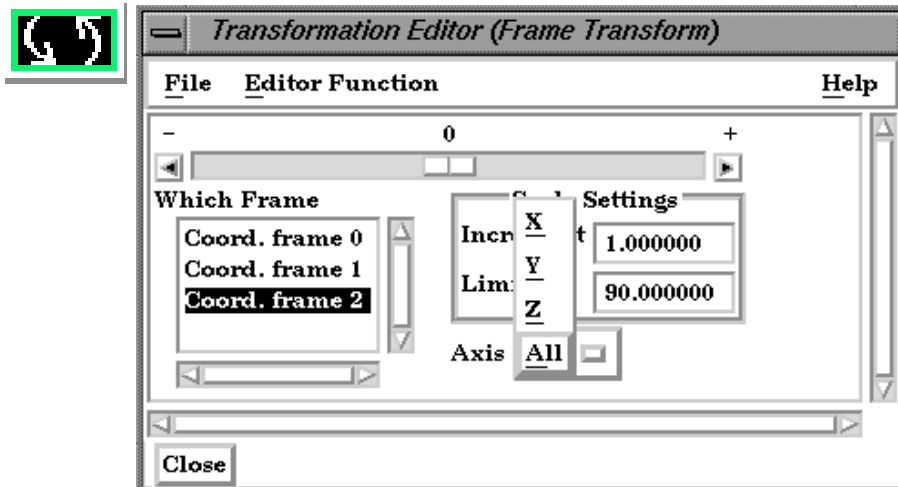 Transformation Editor (Frame Transform)
File Editor Function Help
- 0 +
Which Frame
Settings
Coord. frame 0
Coord. frame 1
Coord. frame 2
X
Y
Z
All
1.000000
90.000000
Axis
Close